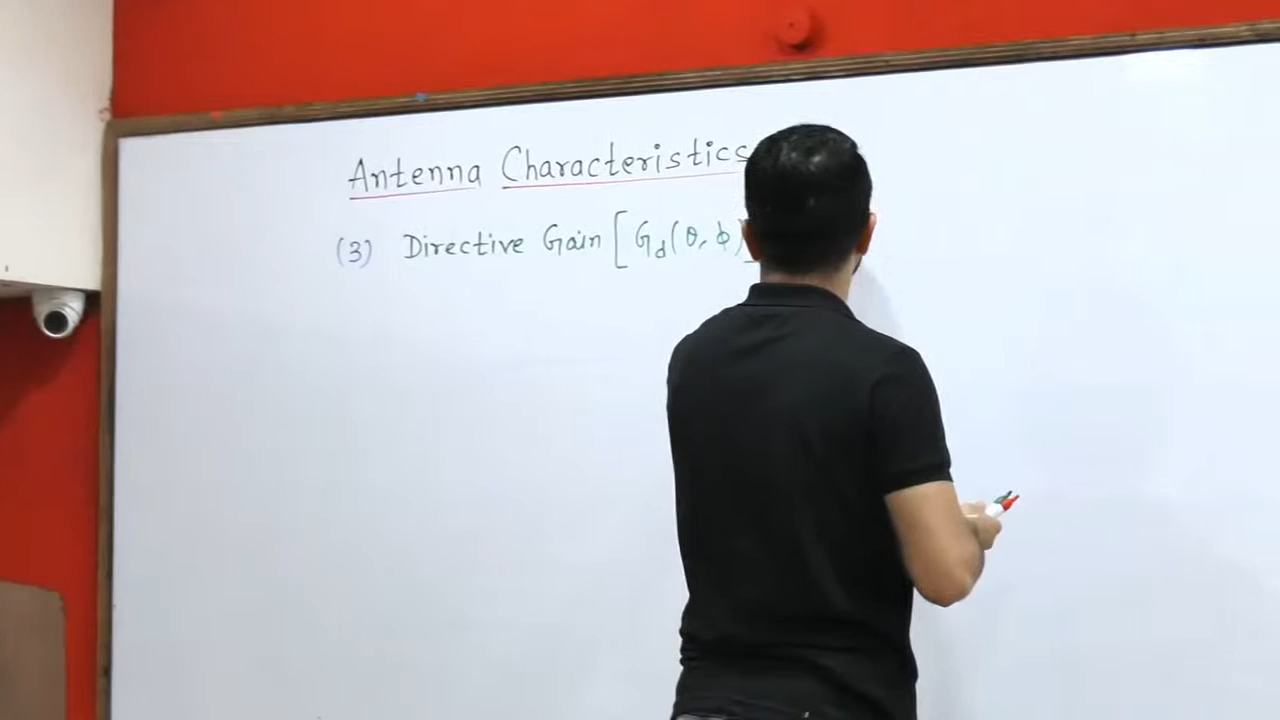 Antenna Characteristics
(3) Directive Gain [Gd(θ, ϕ)]